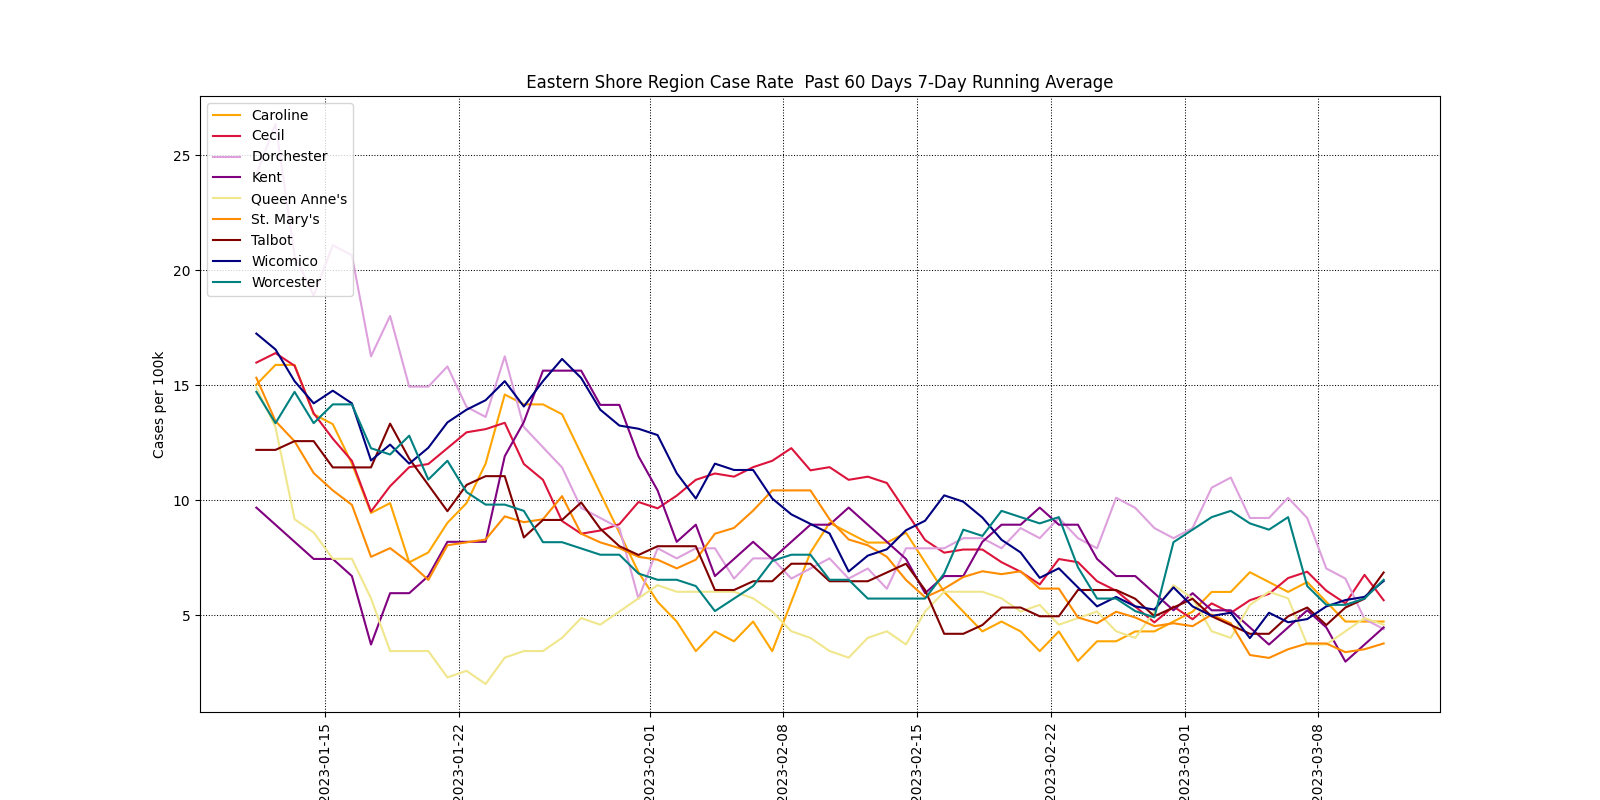 Eastern Shore Region Case Rate  Past 60 Days 7-Day Running Average
Caroline
Cecil
Dorchester
Kent
Queen Anne's
St. Mary's
Talbot
Wicomico
Worcester
Cases per 100k
25
20
15
10
5
2023-01-15
2023-01-22
2023-02-01
2023-02-08
2023-02-15
2023-02-22
2023-03-01
2023-03-08